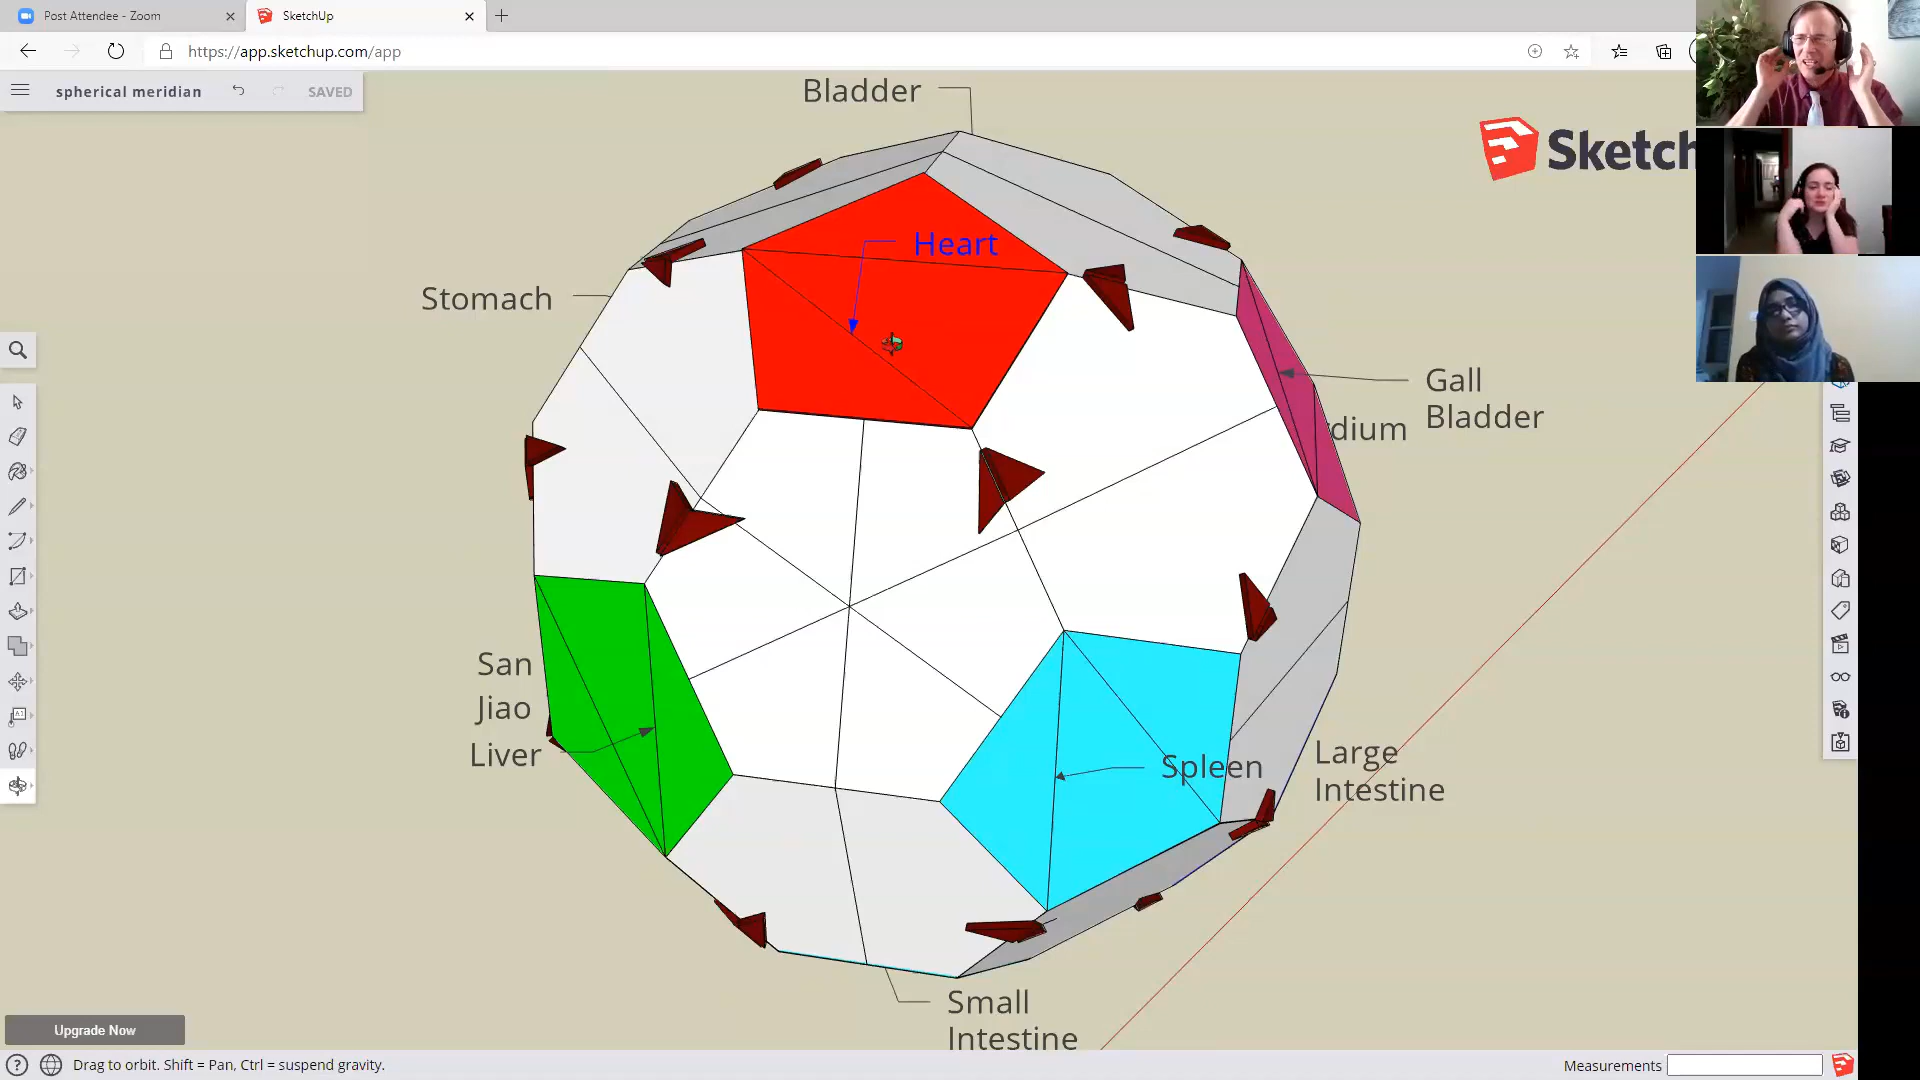 Post Attendee - Zoom
SketchUp
https://app.sketchup.com/app
spherical meridian
SAVED
Bladder
Sketch
Heart
Stomach
Gall
Bladder
dium
San
Jiao
Liver
Spleen
Large
Intestine
Small
Intestine
Upgrade Now
Drag to orbit. Shift = Pan, Ctrl = suspend gravity.
Measurements